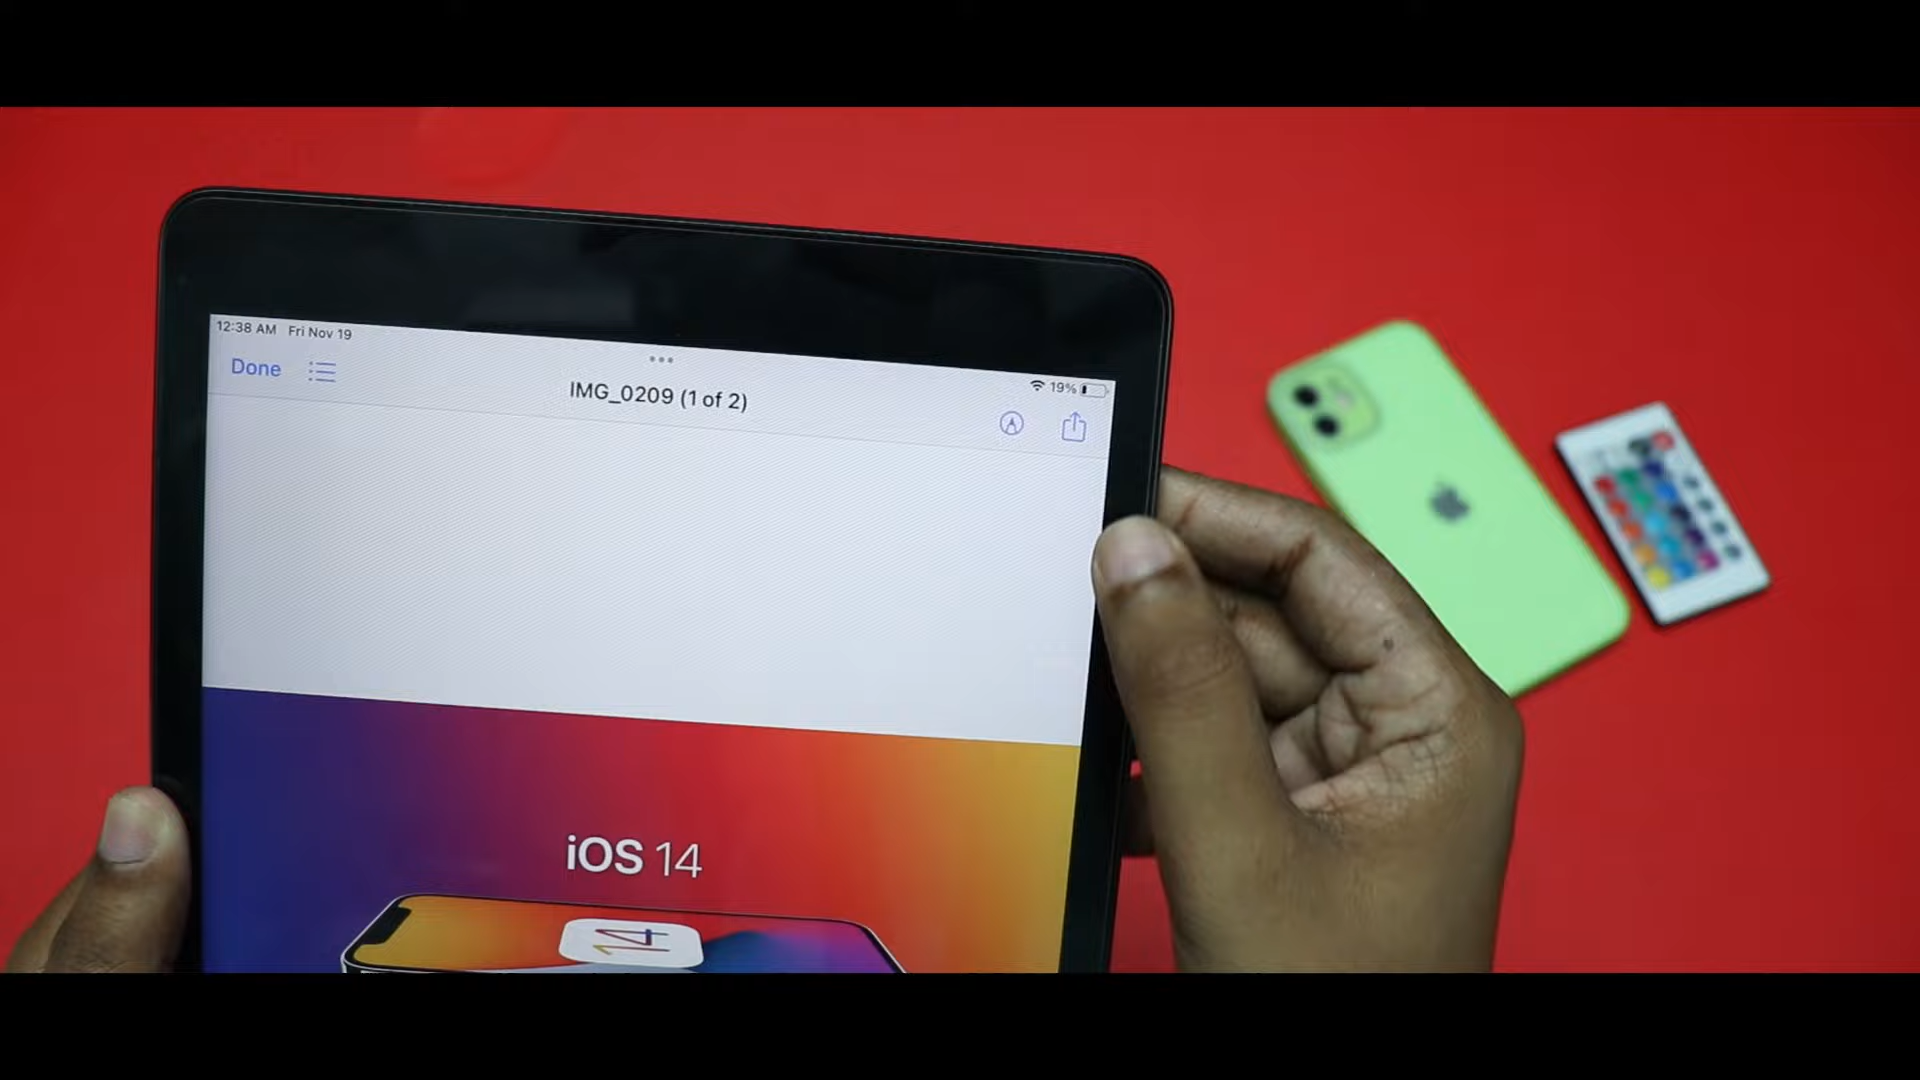 12:38 AM Fri Nov 19
19%
Done
IMG_0209 (1 of 2)
iOS 14
14